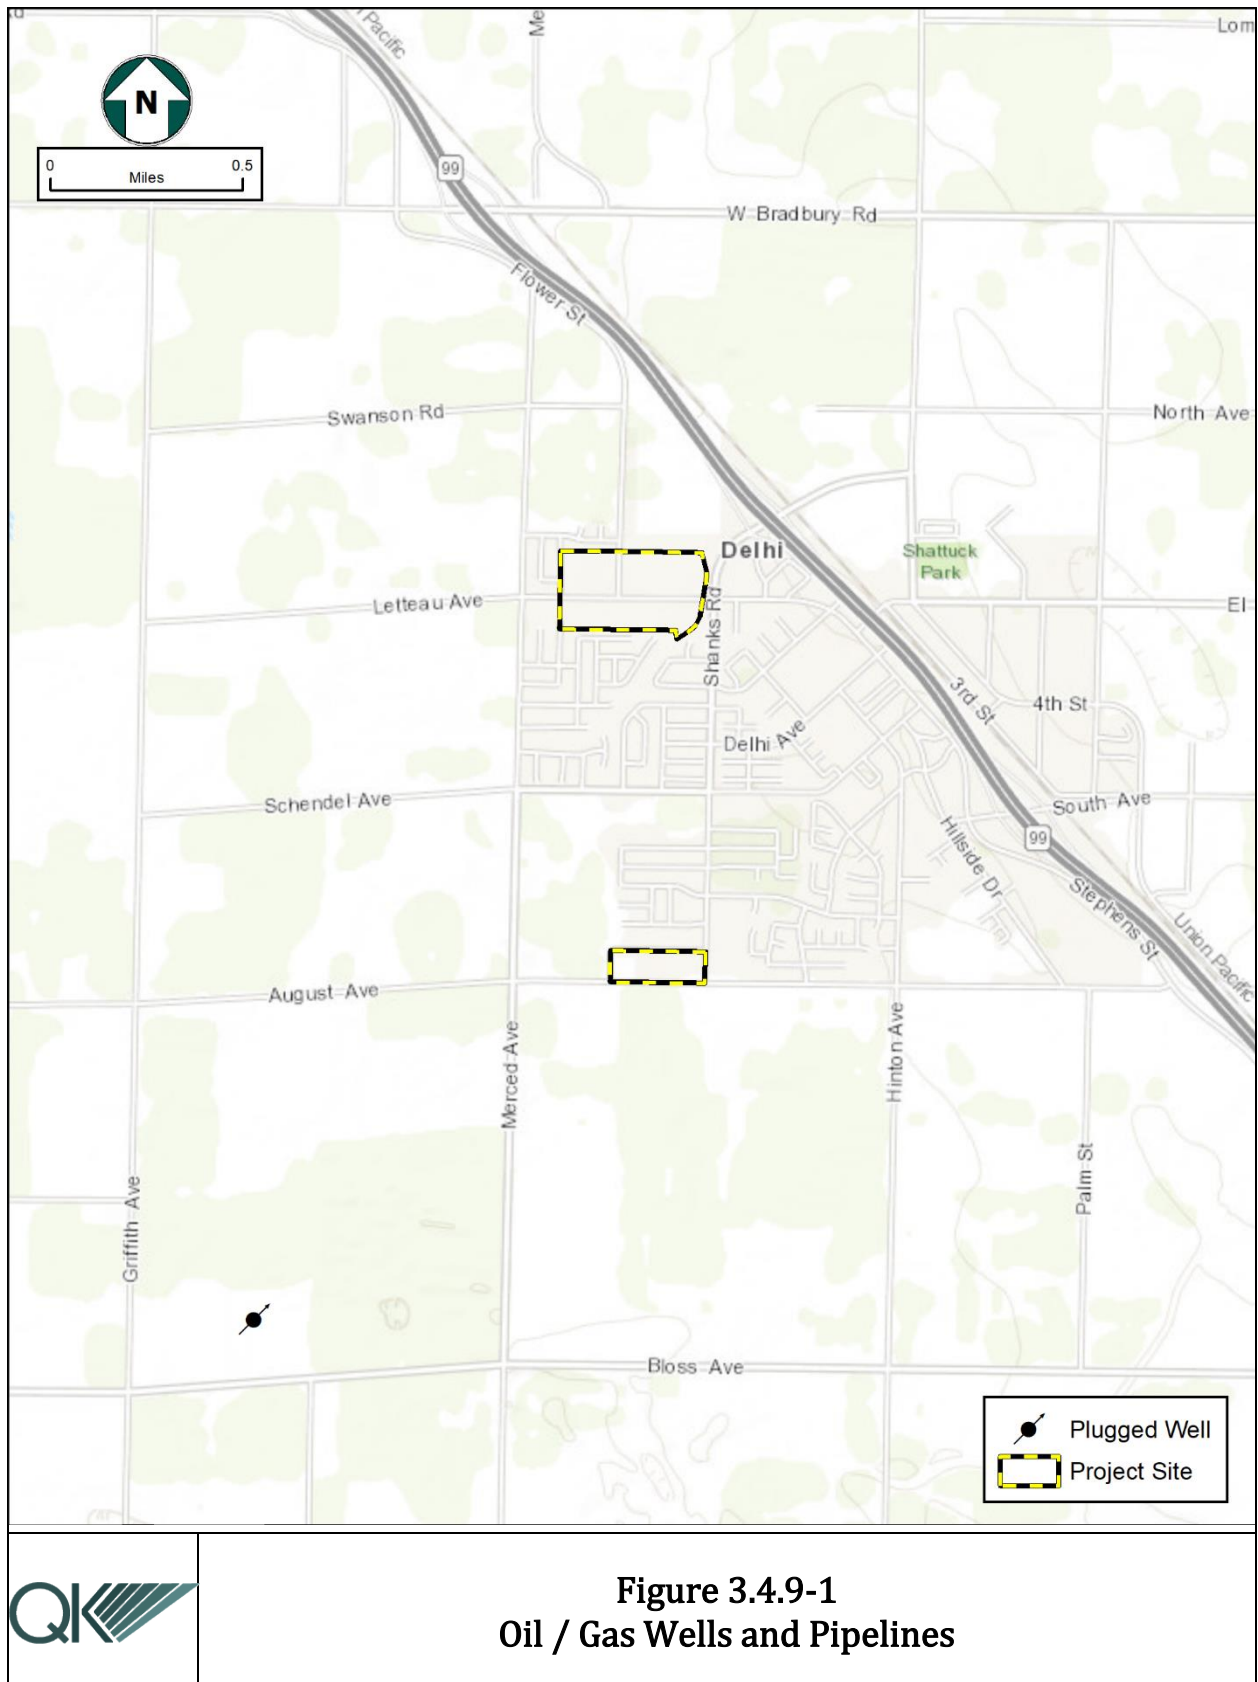 Pacific
Me
Lom
N
0 0.5
Miles
99
W Bradbury Rd
Flower St
Swanson Rd
North Ave
Delhi
Shattuck
Park
Letteau Ave
Shanks Rd
El
3rd St
4th St
Delhi Ave
Schendel Ave
South Ave
99
Hillside Dr
Stephens St
Union Pacific
August Ave
Merced Ave
Hinton Ave
Palm St
Griffith Ave
Bloss Ave
Plugged Well
Project Site
QK
Figure 3.4.9-1
Oil / Gas Wells and Pipelines